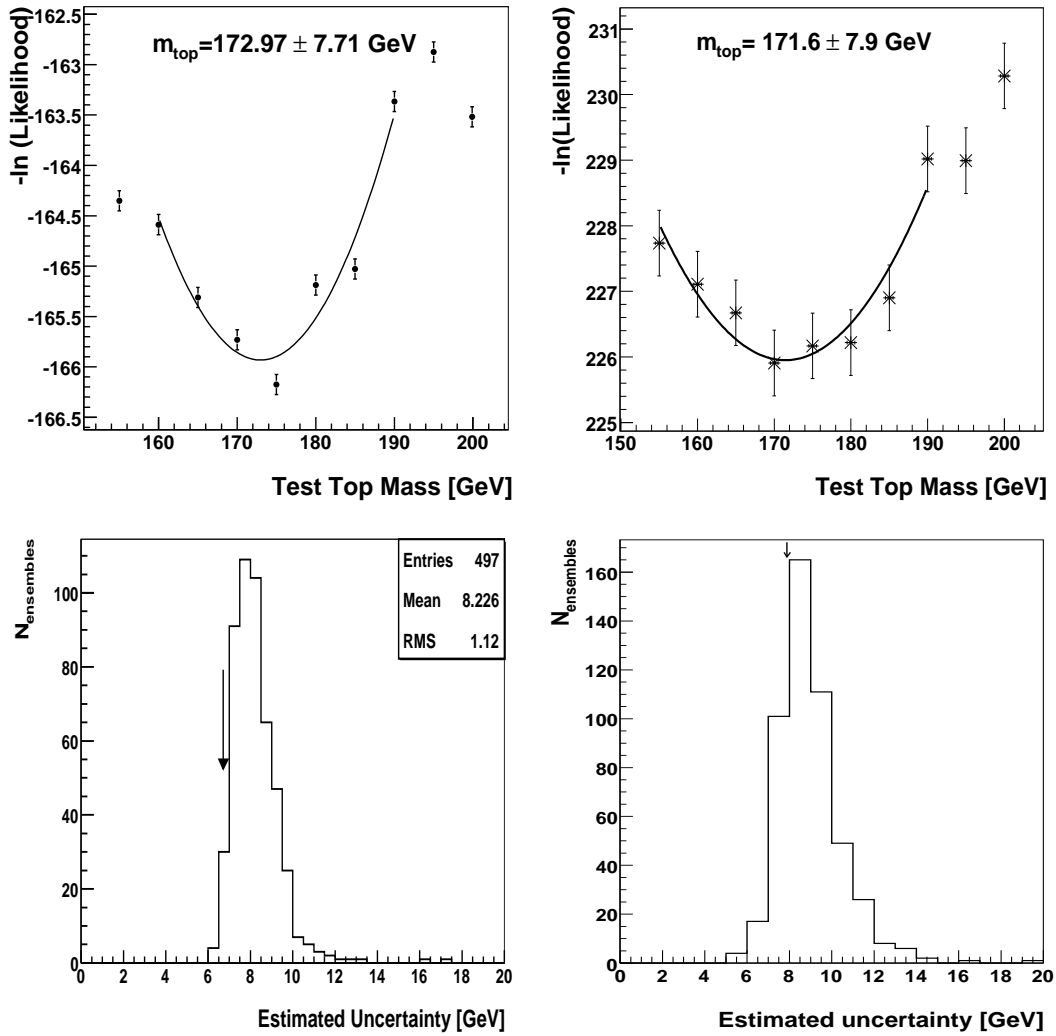 m_top=172.97 ± 7.71 GeV
-ln (Likelihood)
-162.5
-163
-163.5
-164
-164.5
-165
-165.5
-166
-166.5
160 170 180 190 200
Test Top Mass [GeV]
m_top= 171.6 ± 7.9 GeV
-ln(Likelihood)
231
230
229
228
227
226
225
150 160 170 180 190 200
Test Top Mass [GeV]
N_ensembles
100
80
60
40
20
0
Entries 497
Mean 8.226
RMS 1.12
0 2 4 6 8 10 12 14 16 18 20
Estimated Uncertainty [GeV]
N_ensembles
160
140
120
100
80
60
40
20
0
0 2 4 6 8 10 12 14 16 18 20
Estimated uncertainty [GeV]